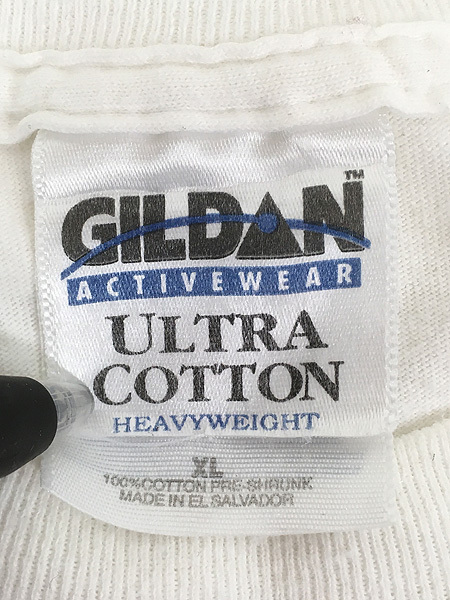 GILDAN™
ACTIVEWEAR
ULTRA
COTTON
HEAVYWEIGHT
XL
100%COTTON PRE-SHRUNK
MADE IN EL SALVADOR